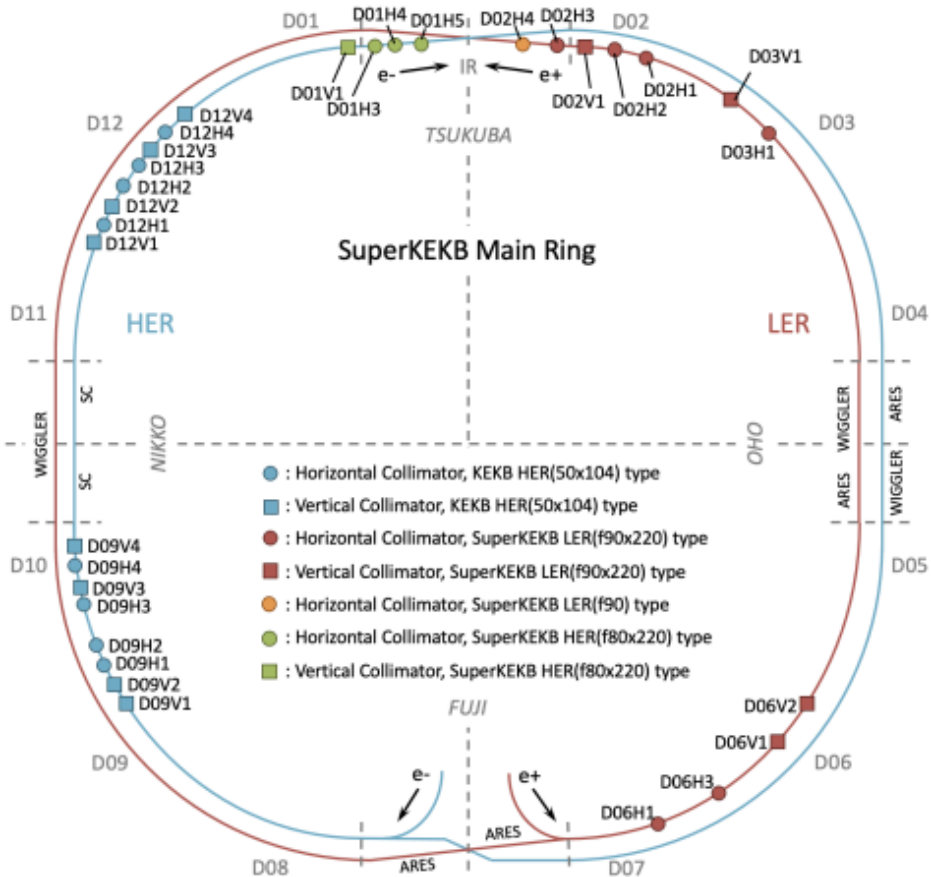 D01
D01H4
D01H5
D02H4
D02H3
D02
e-
IR
e+
D01V1
D01H3
D02V1
D02H2
D02H1
D03V1
D12
TSUKUBA
D03
D03H1
D12V4
D12H4
D12V3
D12H3
D12H2
D12V2
D12H1
D12V1
SuperKEKB Main Ring
D11
HER
LER
D04
SC
WIGGLER
ARES
WIGGLER
NIKKO
OHO
SC
ARES
WIGGLER
: Horizontal Collimator, KEKB HER(50x104) type
: Vertical Collimator, KEKB HER(50x104) type
: Horizontal Collimator, SuperKEKB LER(f90x220) type
: Vertical Collimator, SuperKEKB LER(f90x220) type
: Horizontal Collimator, SuperKEKB LER(f90) type
: Horizontal Collimator, SuperKEKB HER(f80x220) type
: Vertical Collimator, SuperKEKB HER(f80x220) type
D10
D09V4
D09H4
D09V3
D09H3
D09H2
D09H1
D09V2
D09V1
D05
FUJI
D06V2
D06V1
D09
D06
e-
e+
D06H3
D06H1
ARES
D08
ARES
D07